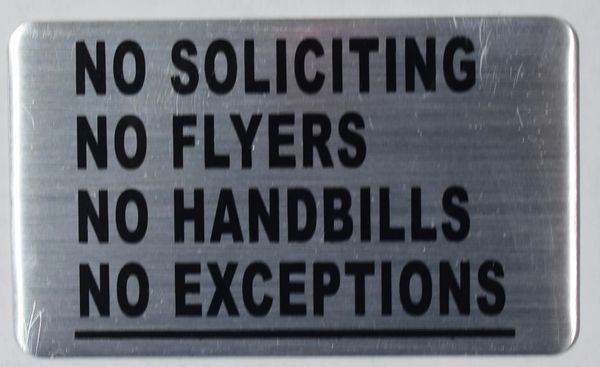 NO SOLICITING
NO FLYERS
NO HANDBILLS
NO EXCEPTIONS